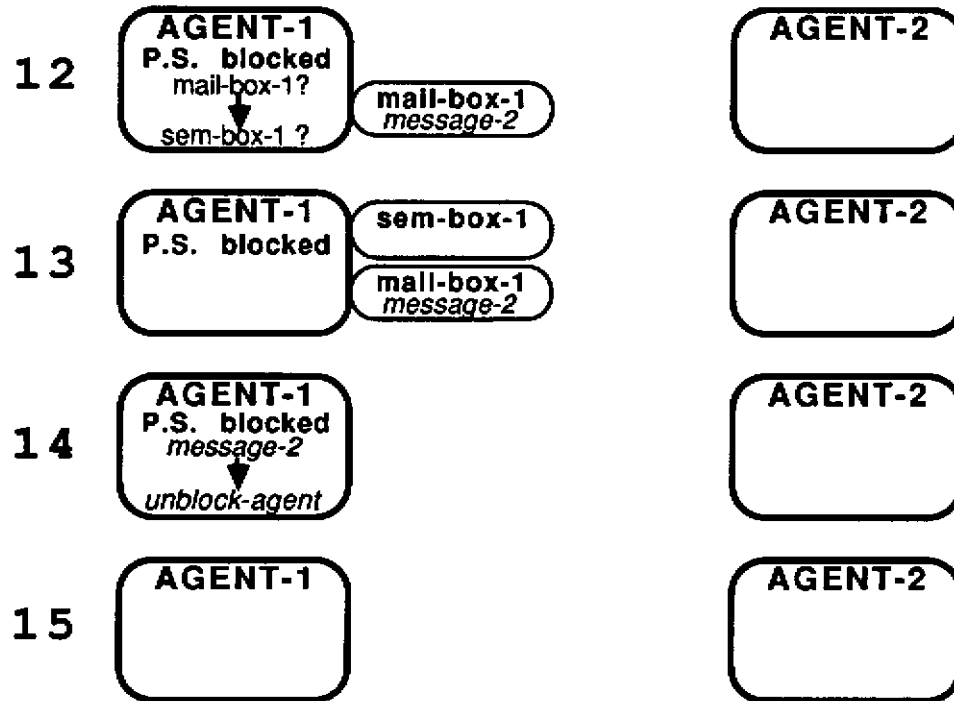 12
AGENT-1
P.S. blocked
mail-box-1?
sem-box-1 ?
mail-box-1
message-2
AGENT-2
13
AGENT-1
P.S. blocked
sem-box-1
mail-box-1
message-2
AGENT-2
14
AGENT-1
P.S. blocked
message-2
unblock-agent
AGENT-2
15
AGENT-1
AGENT-2